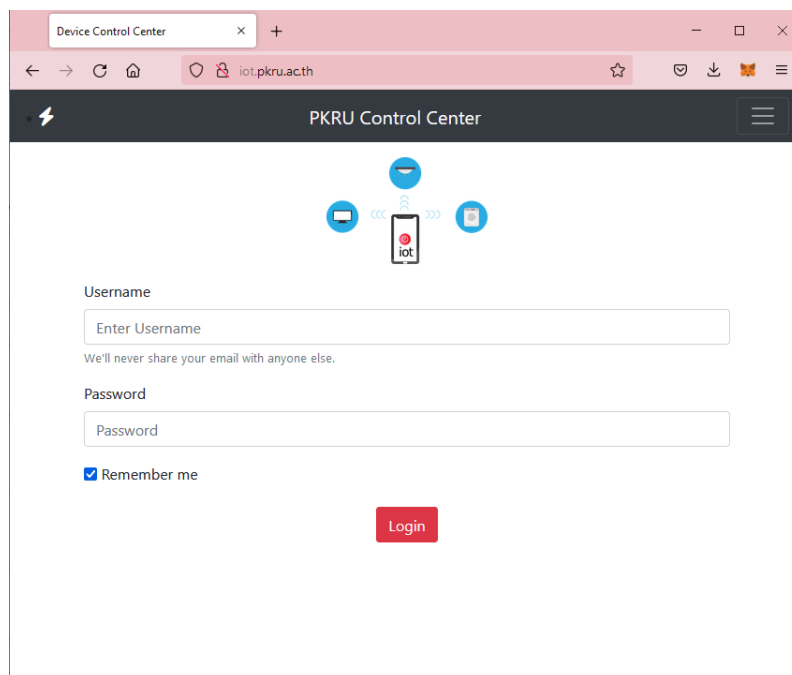 Device Control Center
iot.pkru.ac.th
PKRU Control Center
iot
Username
Enter Username
We'll never share your email with anyone else.
Password
Password
Remember me
Login